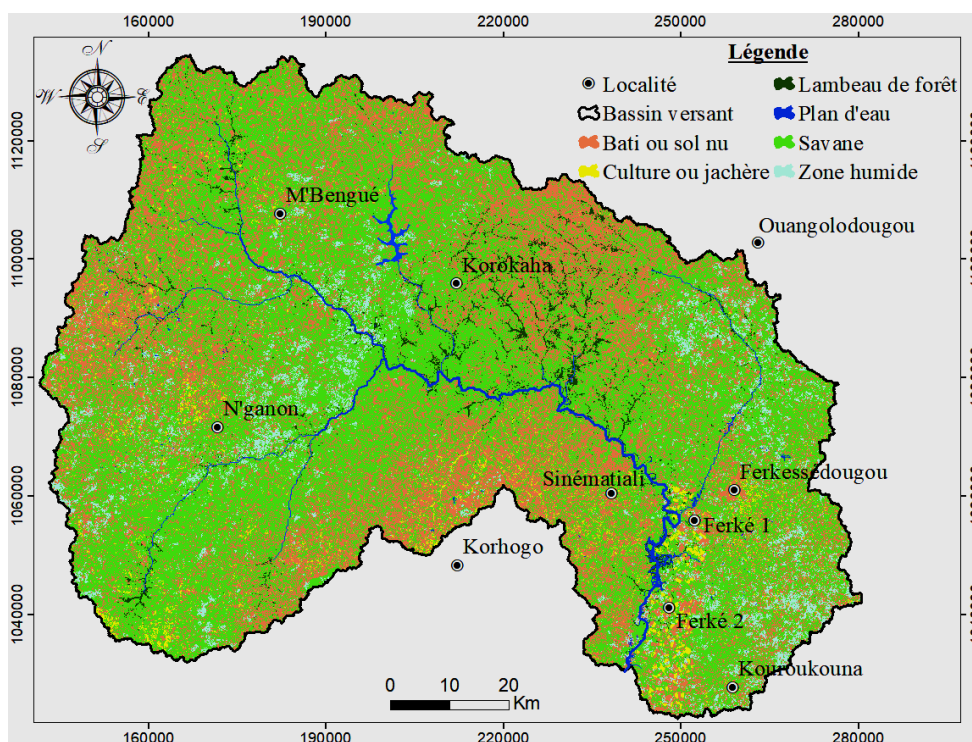 160000 190000 220000 250000 280000
N
W E
S
Légende
Localité
Lambeau de forêt
Bassin versant
Plan d'eau
Bati ou sol nu
Savane
Culture ou jachère
Zone humide
1120000
M'Bengué
Ouangolodougou
1100000
Korokaha
1080000
N'ganon
1060000
Sinématiali
Ferkessédougou
Ferké 1
Korhogo
1040000
Ferké 2
Kouroukouna
0 10 20
Km
160000 190000 220000 250000 280000